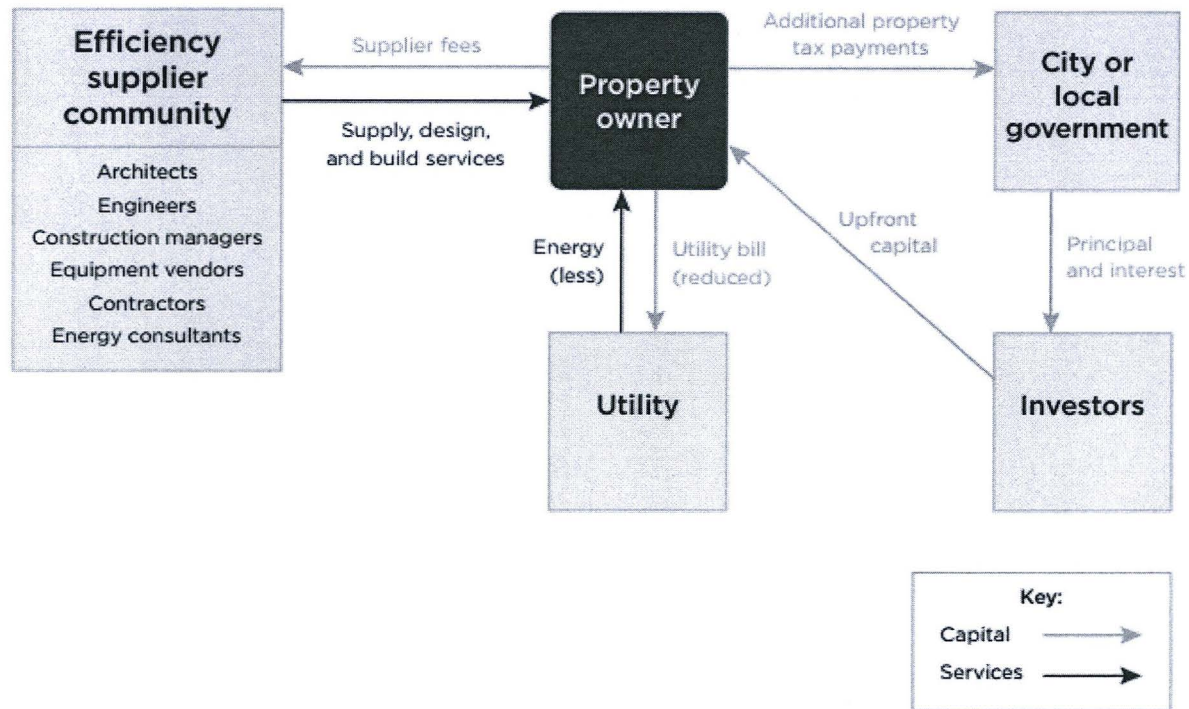 Efficiency
supplier
community
Architects
Engineers
Construction managers
Equipment vendors
Contractors
Energy consultants
Supplier fees
Supply, design,
and build services
Property
owner
Additional property
tax payments
City or
local
government
Energy
(less)
Utility bill
(reduced)
Upfront
capital
Principal
and interest
Utility
Investors
Key:
Capital
Services